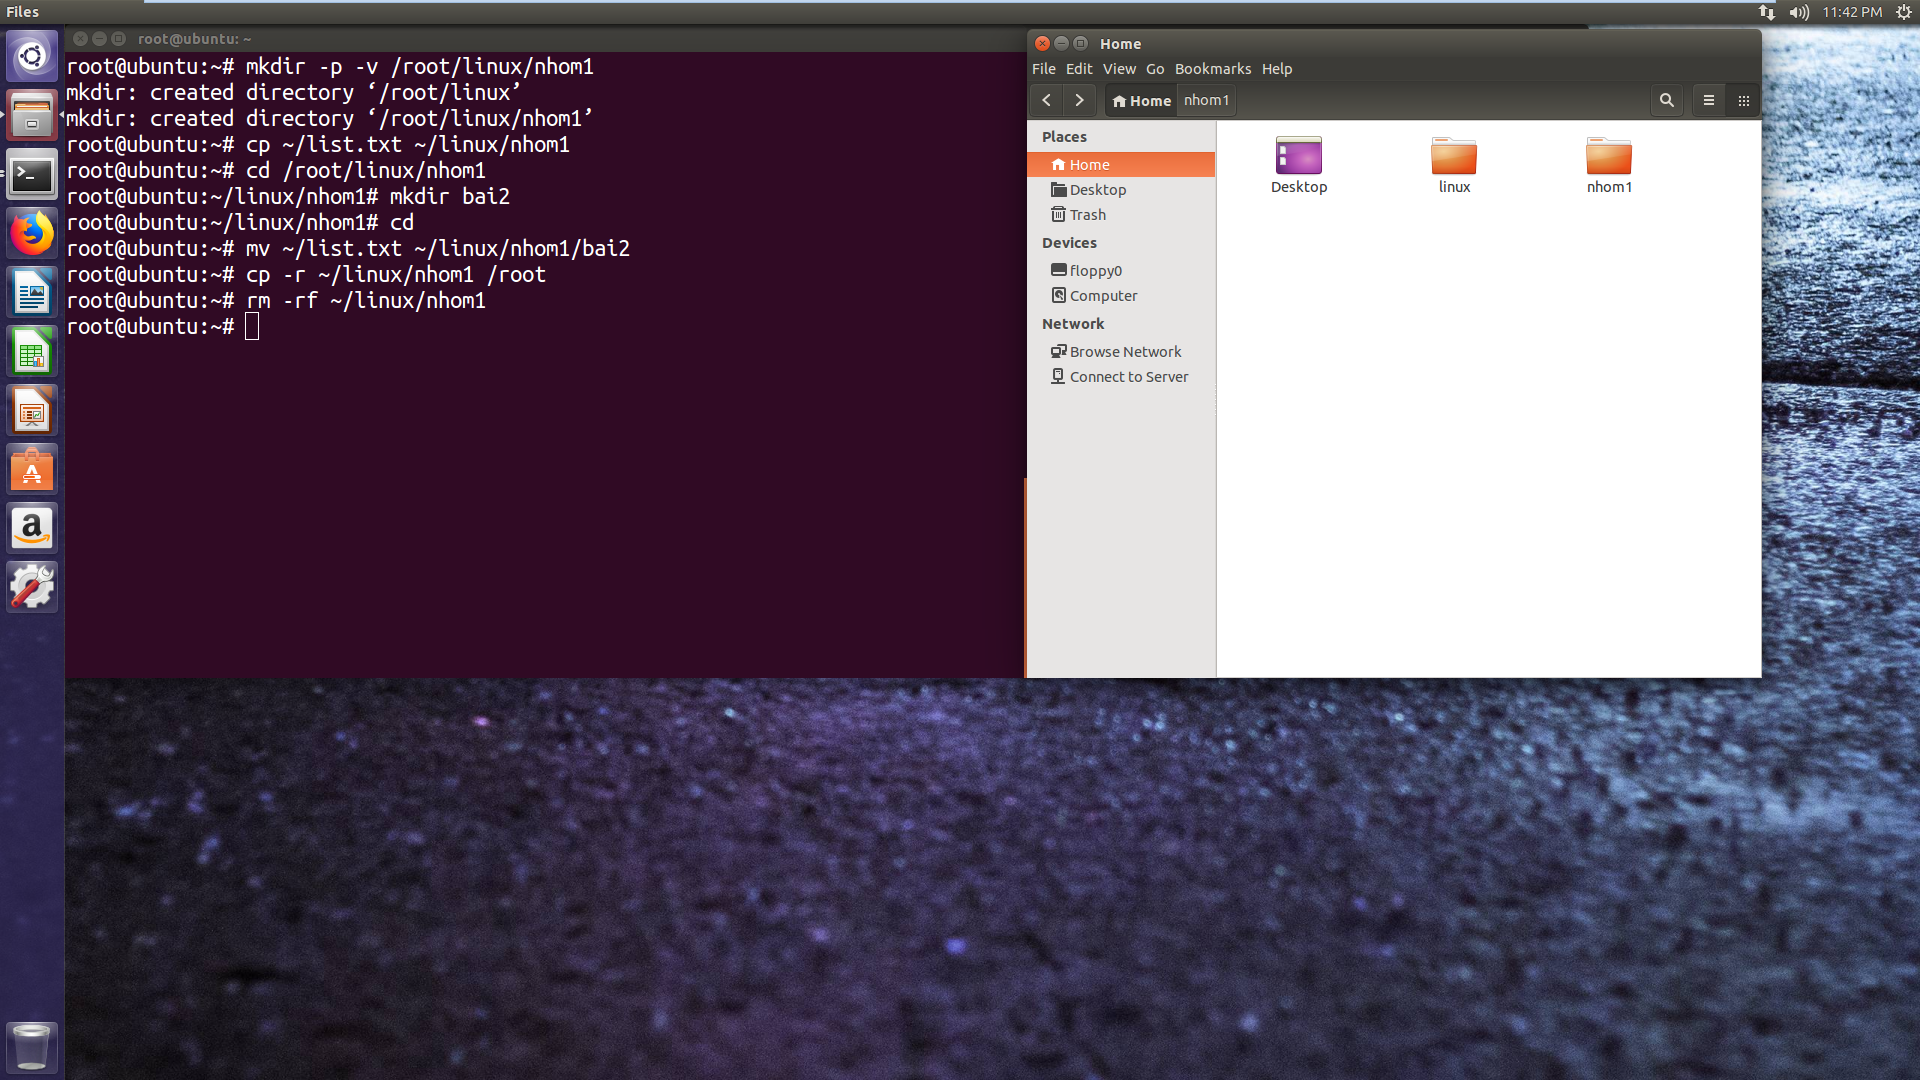 Files
11:42 PM
root@ubuntu: ~
root@ubuntu:~# mkdir -p -v /root/linux/nhom1
mkdir: created directory ‘/root/linux’
mkdir: created directory ‘/root/linux/nhom1’
root@ubuntu:~# cp ~/list.txt ~/linux/nhom1
root@ubuntu:~# cd /root/linux/nhom1
root@ubuntu:~/linux/nhom1# mkdir bai2
root@ubuntu:~/linux/nhom1# cd
root@ubuntu:~# mv ~/list.txt ~/linux/nhom1/bai2
root@ubuntu:~# cp -r ~/linux/nhom1 /root
root@ubuntu:~# rm -rf ~/linux/nhom1
root@ubuntu:~#
Home
File Edit View Go Bookmarks Help
Home nhom1
Places
Home
Desktop
Trash
Devices
floppy0
Computer
Network
Browse Network
Connect to Server
Desktop linux nhom1